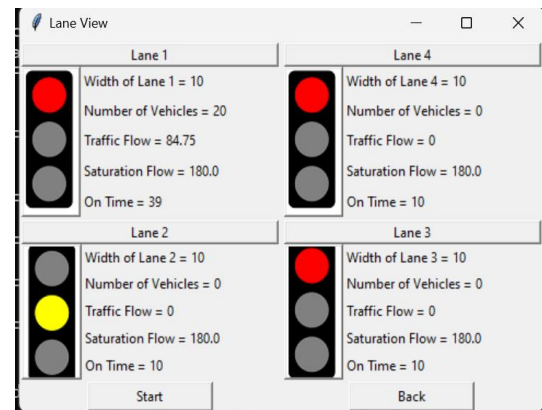 Lane View
Lane 1
Width of Lane 1 = 10
Number of Vehicles = 20
Traffic Flow = 84.75
Saturation Flow = 180.0
On Time = 39
Lane 4
Width of Lane 4 = 10
Number of Vehicles = 0
Traffic Flow = 0
Saturation Flow = 180.0
On Time = 10
Lane 2
Width of Lane 2 = 10
Number of Vehicles = 0
Traffic Flow = 0
Saturation Flow = 180.0
On Time = 10
Lane 3
Width of Lane 3 = 10
Number of Vehicles = 0
Traffic Flow = 0
Saturation Flow = 180.0
On Time = 10
Start
Back